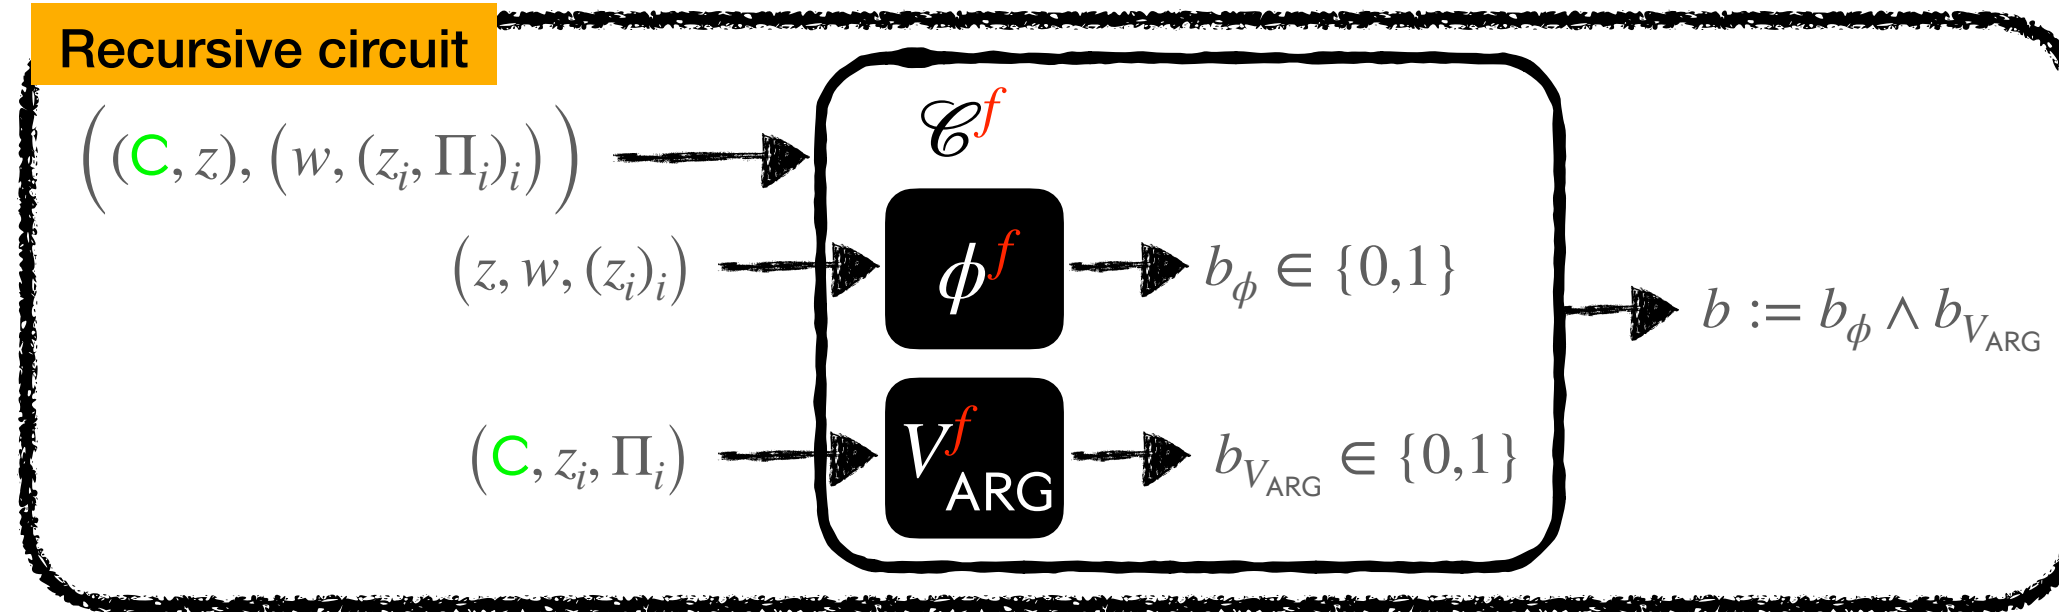 Recursive circuit
((C, z), (w, (z_i, Π_i)_i))
𝒞^f
(z, w, (z_i)_i)
ϕ^f
b_ϕ ∈ {0,1}
b := b_ϕ ∧ b_{V_ARG}
(C, z_i, Π_i)
V^f_ARG
b_{V_ARG} ∈ {0,1}